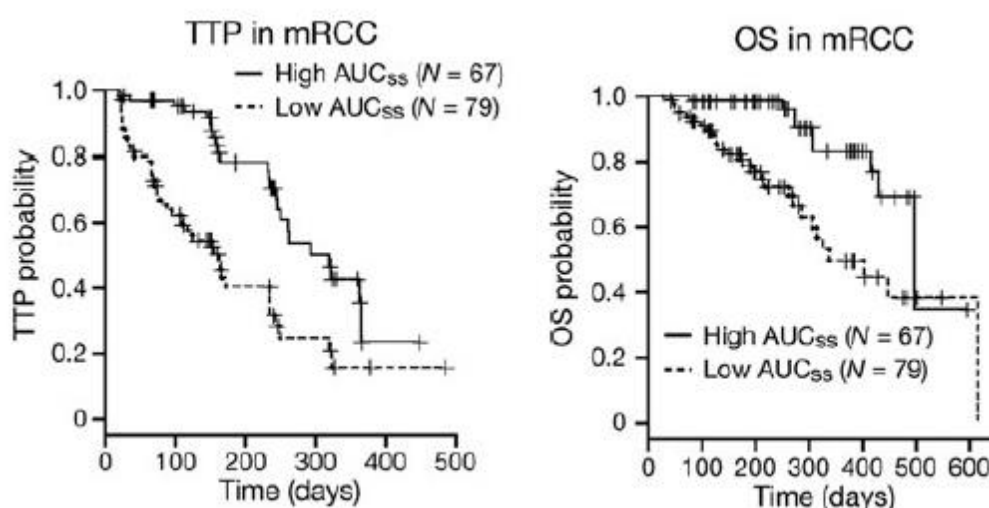 TTP in mRCC
High AUCss (N = 67)
Low AUCss (N = 79)
TTP probability
1.0
0.8
0.6
0.4
0.2
0
0 100 200 300 400 500
Time (days)
OS in mRCC
OS probability
1.0
0.8
0.6
0.4
0.2
0
High AUCss (N = 67)
Low AUCss (N = 79)
0 100 200 300 400 500 600
Time (days)